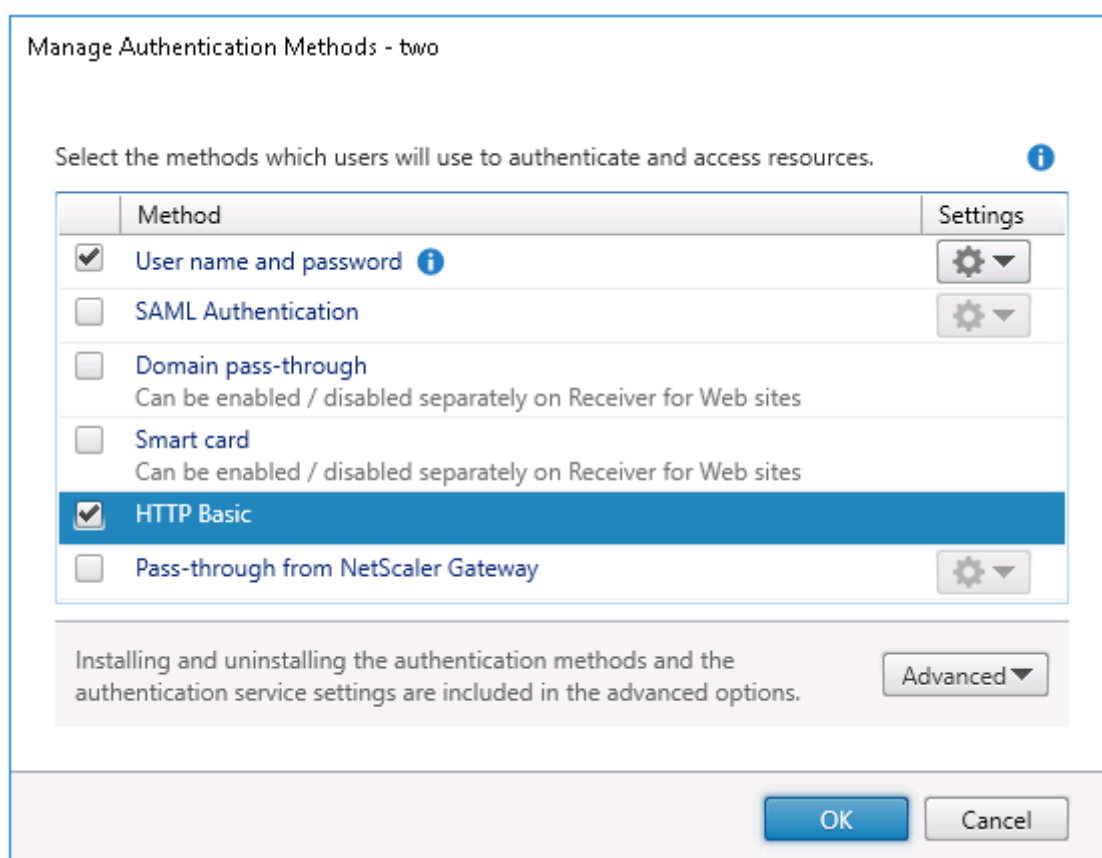 Manage Authentication Methods - two
Select the methods which users will use to authenticate and access resources.
Method Settings
User name and password
SAML Authentication
Domain pass-through
Can be enabled / disabled separately on Receiver for Web sites
Smart card
Can be enabled / disabled separately on Receiver for Web sites
HTTP Basic
Pass-through from NetScaler Gateway
Installing and uninstalling the authentication methods and the
authentication service settings are included in the advanced options.
Advanced
OK Cancel